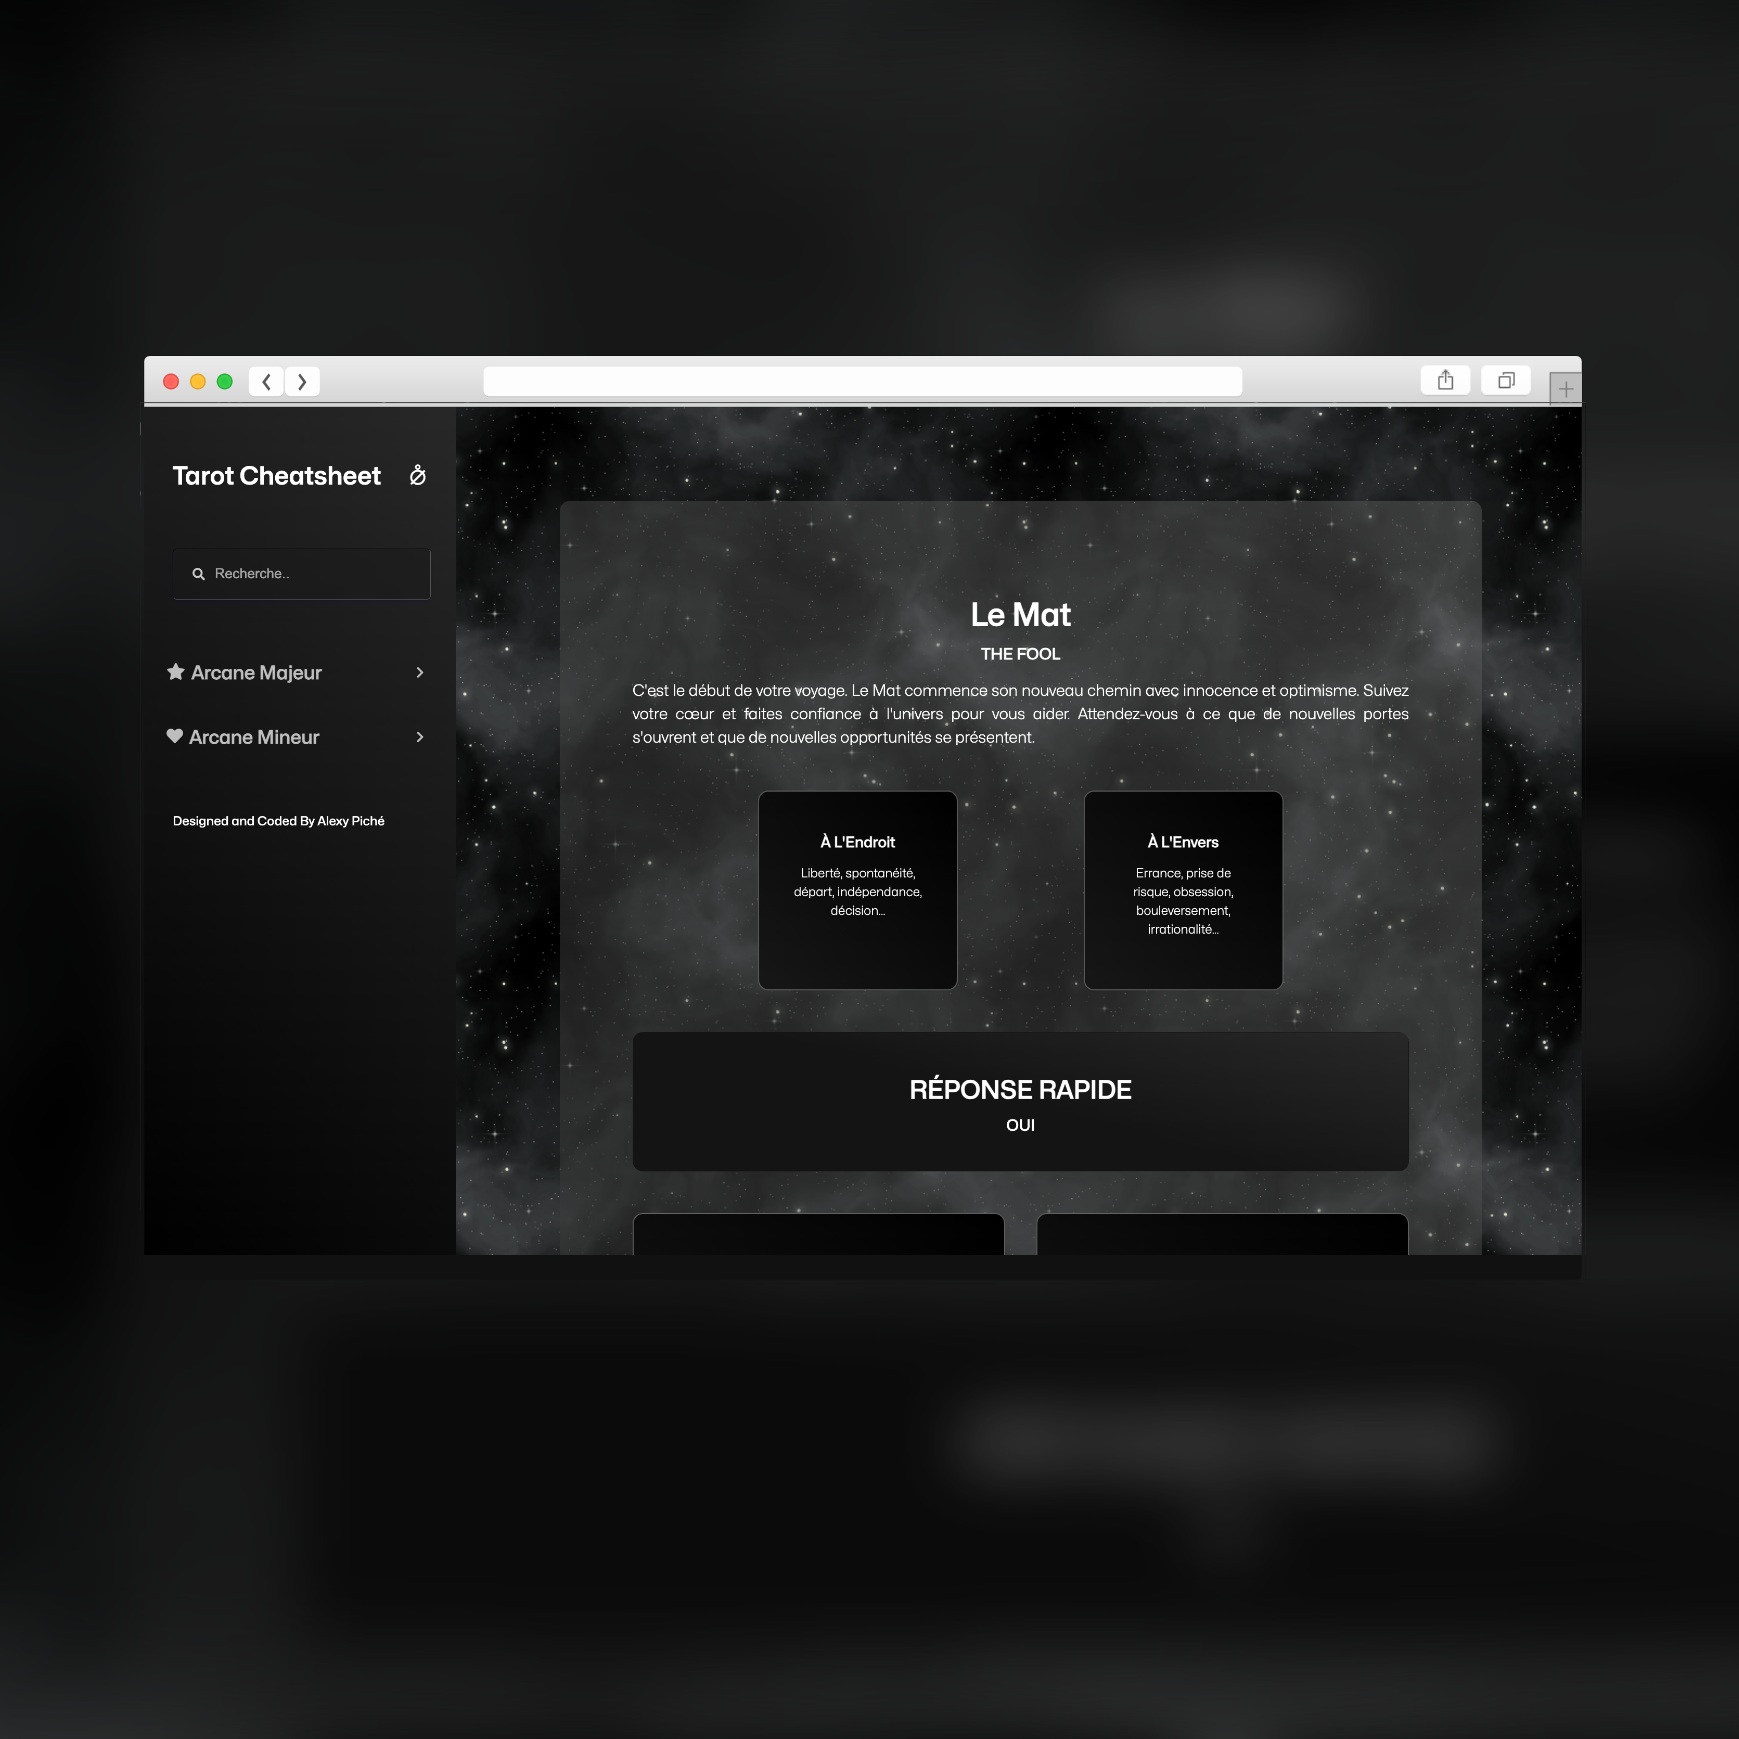 Tarot Cheatsheet
Recherche..
Arcane Majeur
Arcane Mineur
Designed and Coded By Alexy Piché
Le Mat
THE FOOL
C'est le début de votre voyage. Le Mat commence son nouveau chemin avec innocence et optimisme. Suivez
votre cœur et faites confiance à l'univers pour vous aider. Attendez-vous à ce que de nouvelles portes
s'ouvrent et que de nouvelles opportunités se présentent.
À L'Endroit
Liberté, spontanéité,
départ, indépendance,
décision...
À L'Envers
Errance, prise de
risque, obsession,
bouleversement,
irrationalité...
RÉPONSE RAPIDE
OUI